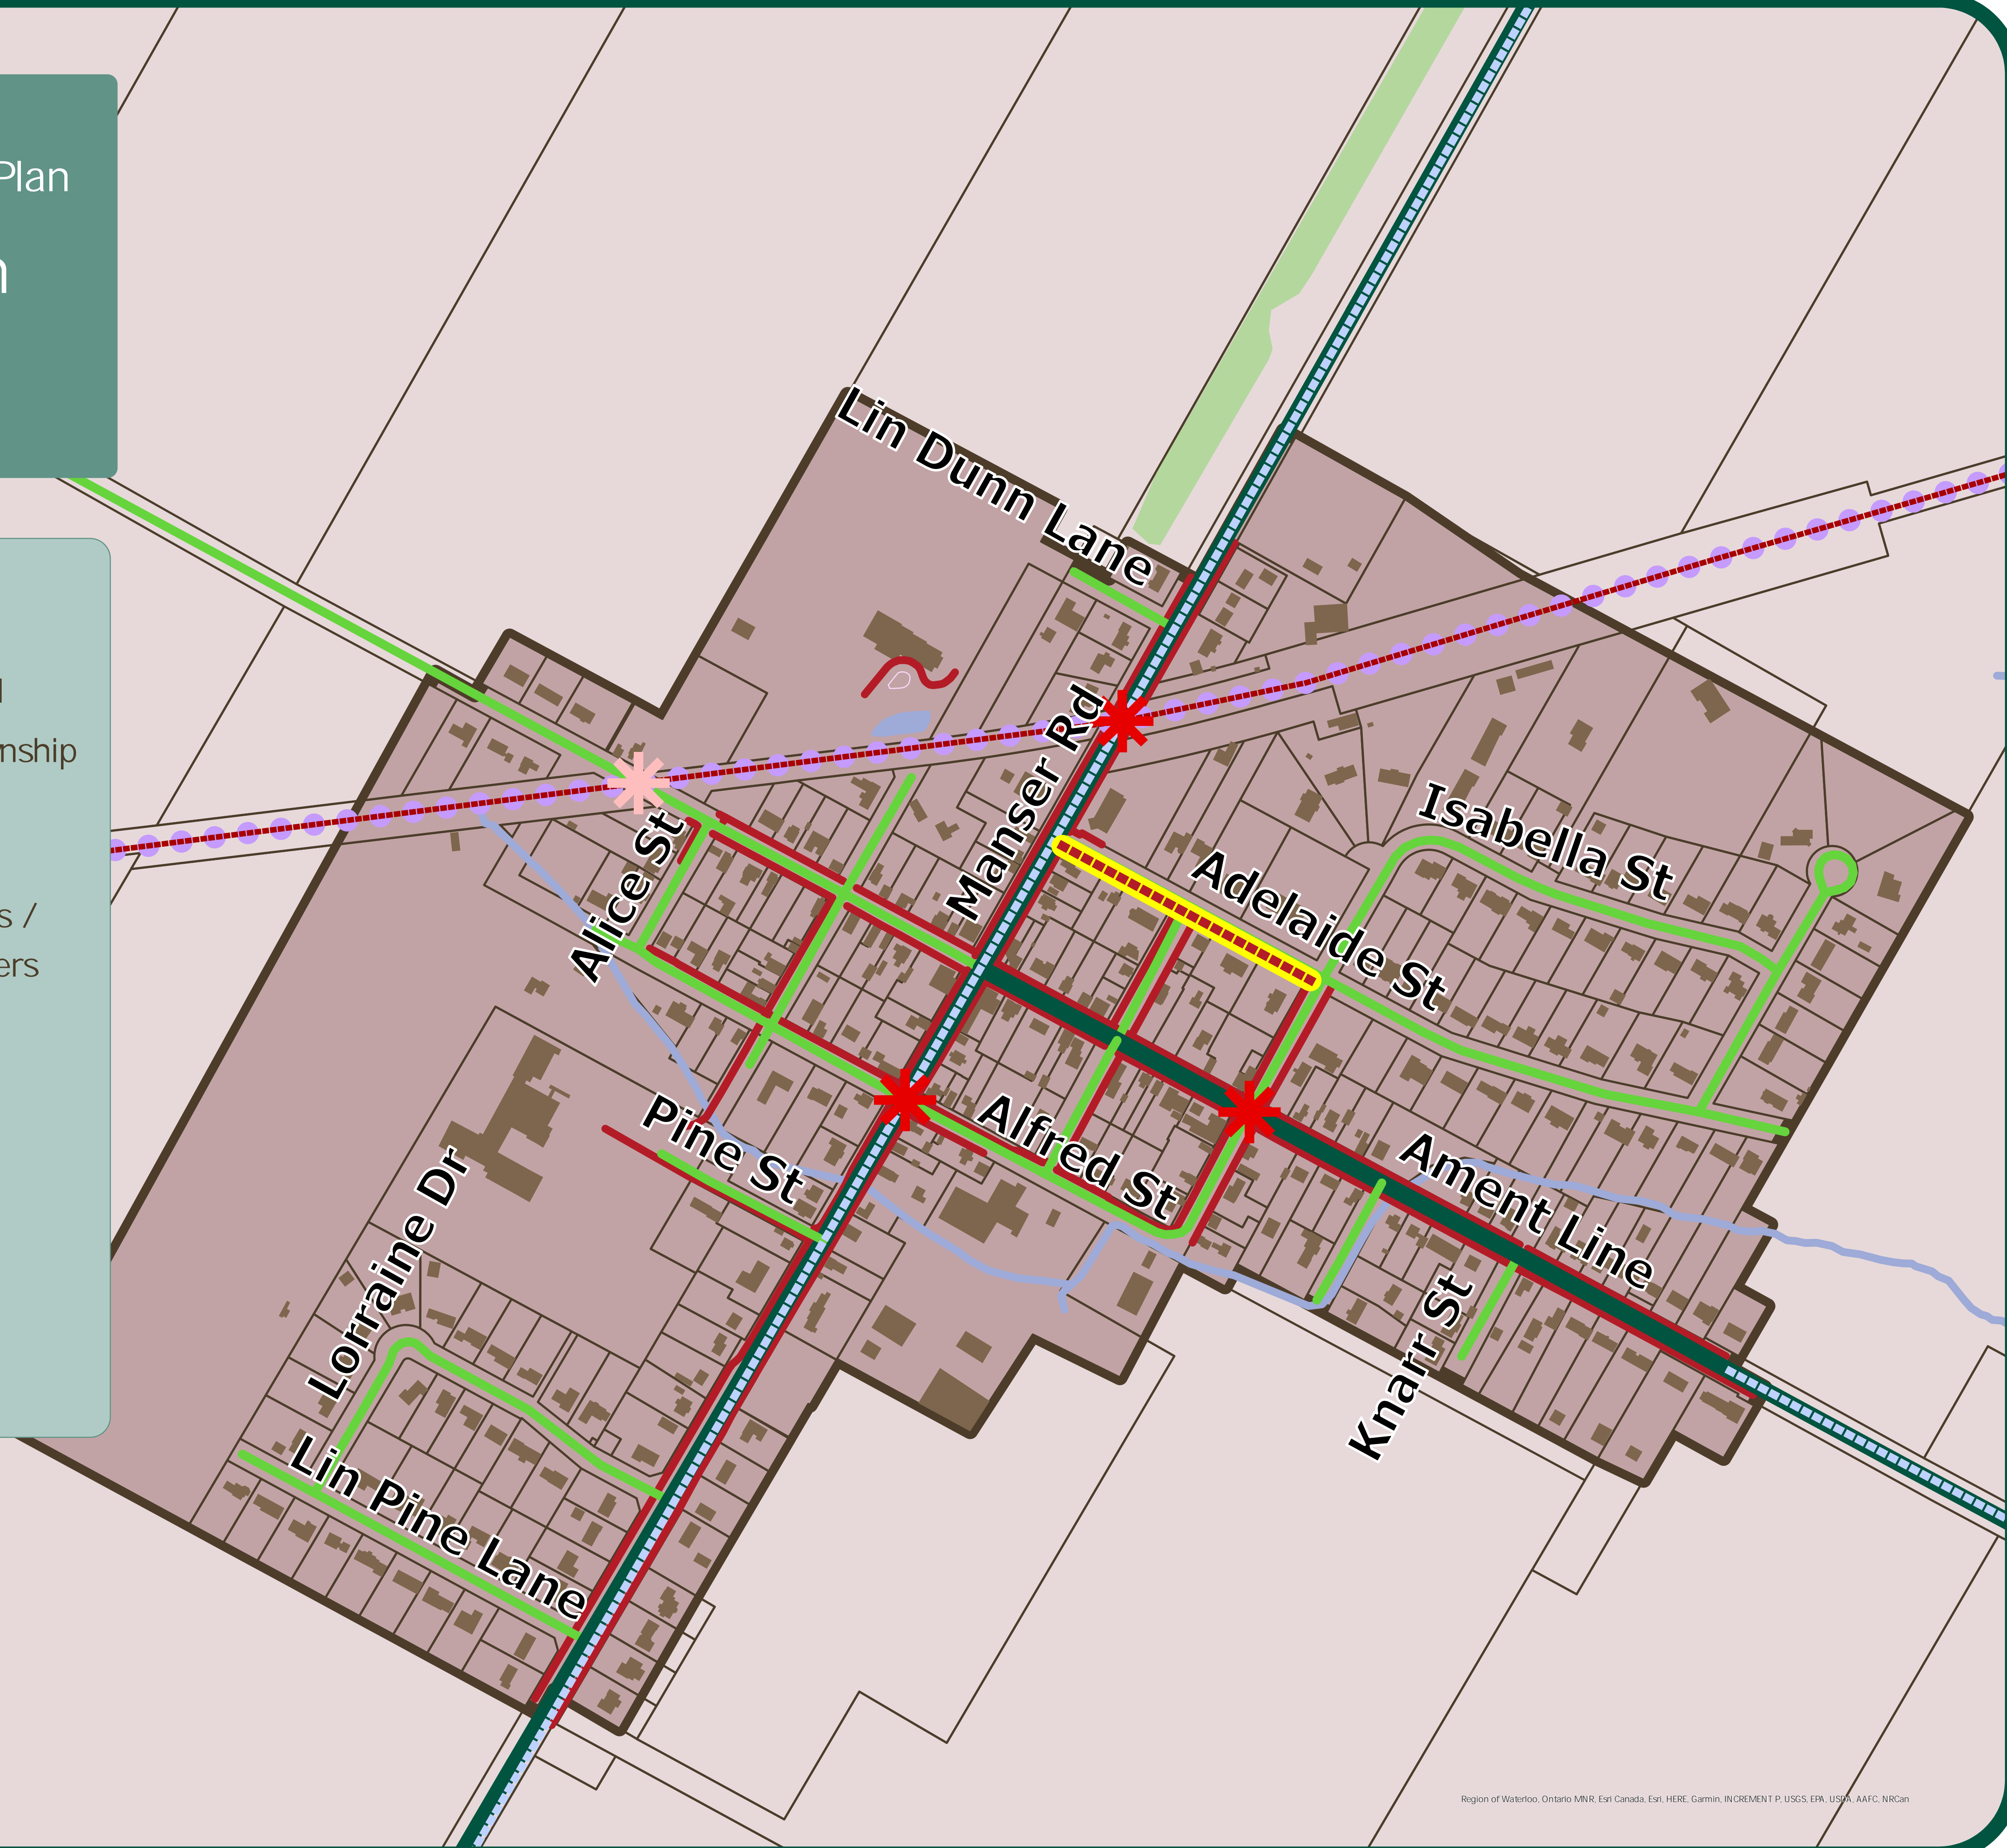 Plan
nship
s /
ers
Lin Dunn Lane
Manser Rd
Isabella St
Adelaide St
Alice St
Pine St
Alfred St
Ament Line
Lorraine Dr
Knarr St
Lin Pine Lane
Region of Waterloo, Ontario MNR, Esri Canada, Esri, HERE, Garmin, INCREMENT P, USGS, EPA, USDA, AAFC, NRCan